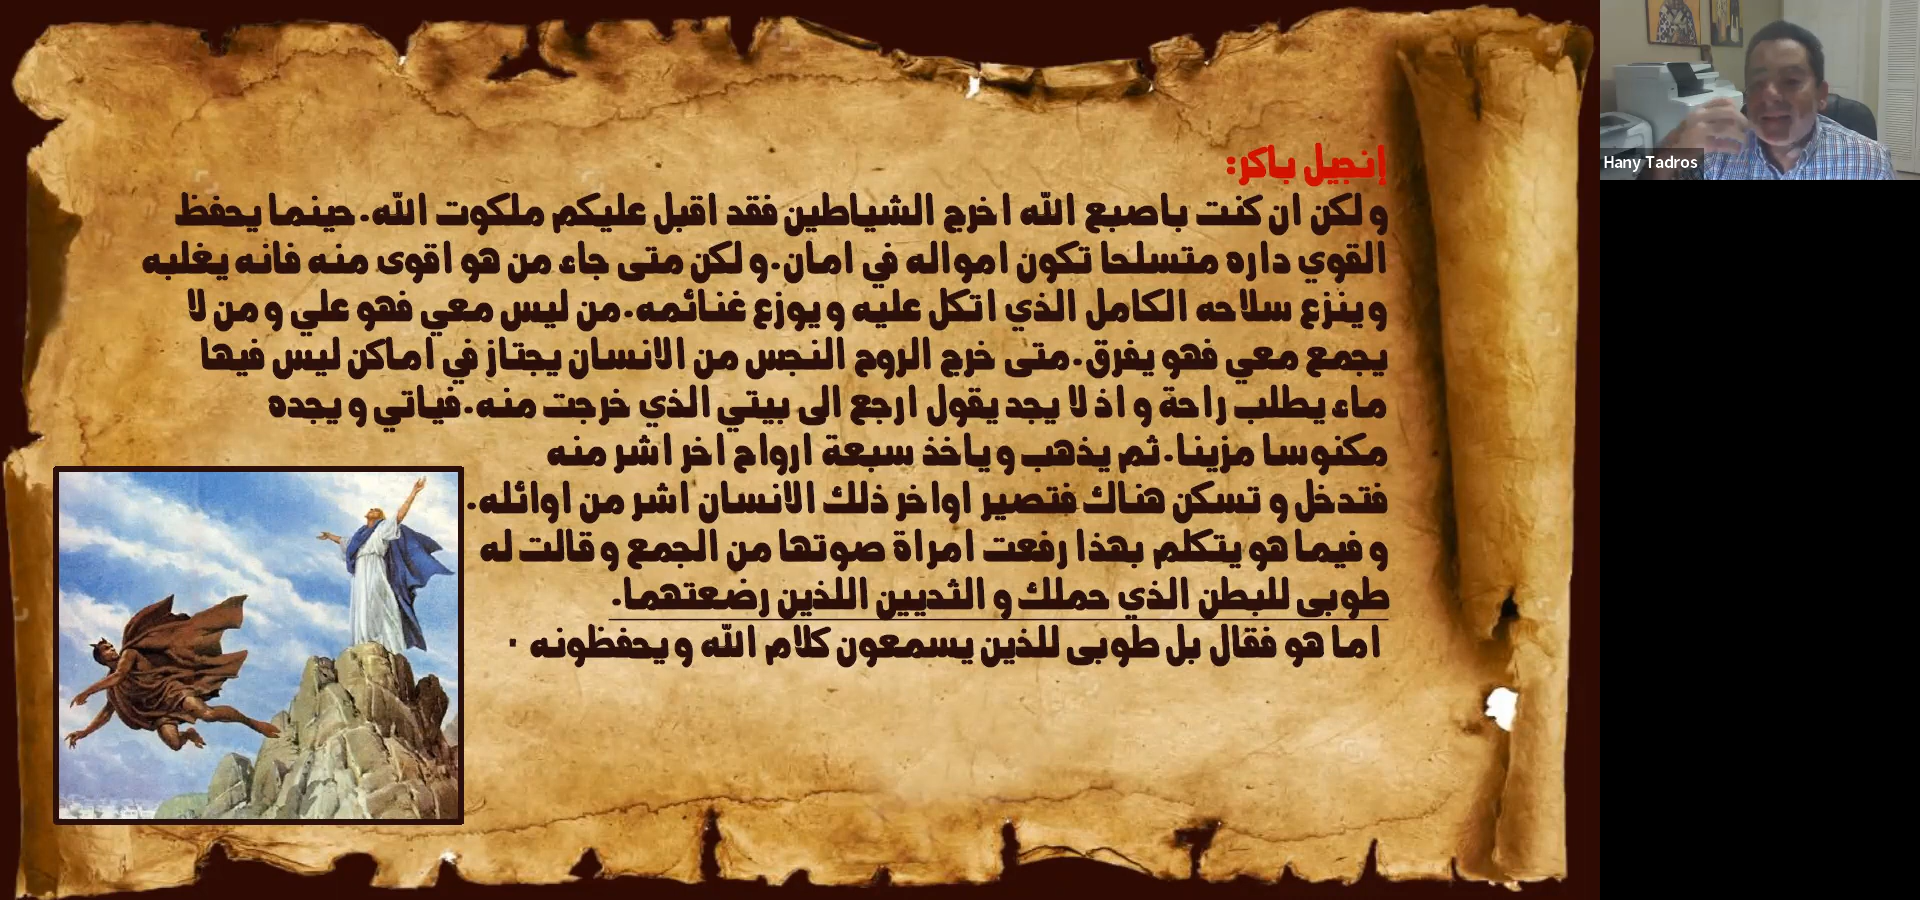 إنجيل باكر:
و لكن ان كنت باصبع الله اخرج الشياطين فقد اقبل عليكم ملكوت الله. حينما يحفظ
القوي داره متسلحا تكون امواله في امان. و لكن متى جاء من هو اقوى منه فانه يغلبه
و ينزع سلاحه الكامل الذي اتكل عليه و يوزع غنائمه. من ليس معي فهو علي و من لا
يجمع معي فهو يفرق. متى خرج الروح النجس من الانسان يجتاز في اماكن ليس فيها
ماء يطلب راحة و اذ لا يجد يقول ارجع الى بيتي الذي خرجت منه. فياتي و يجده
مكنوسا مزينا. ثم يذهب و ياخذ سبعة ارواح اخر اشر منه
فتدخل و تسكن هناك فتصير اواخر ذلك الانسان اشر من اوائله.
و فيما هو يتكلم بهذا رفعت امراة صوتها من الجمع و قالت له
طوبى للبطن الذي حملك و الثديين اللذين رضعتهما.
اما هو فقال بل طوبى للذين يسمعون كلام الله و يحفظونه .
Hany Tadros